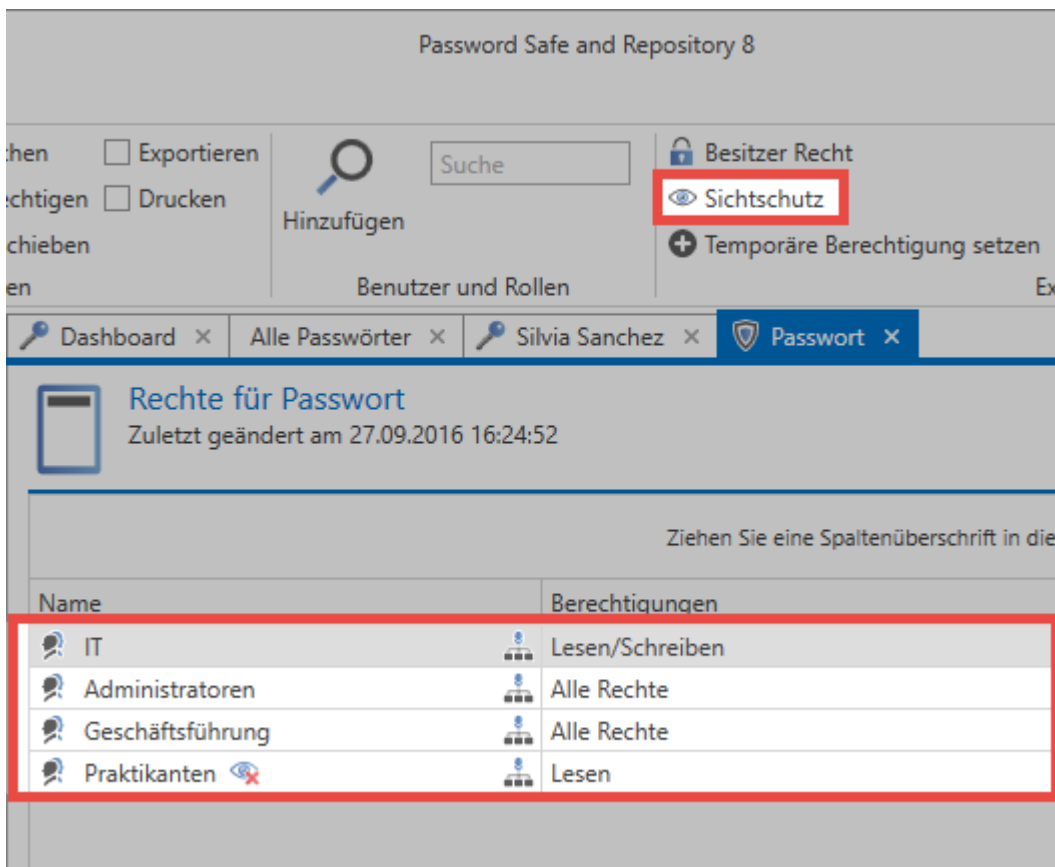 Password Safe and Repository 8
chen Exportieren Suche Besitzer Recht
echtigen Drucken Hinzufügen Sichtschutz
chieben Temporäre Berechtigung setzen
en Benutzer und Rollen Ex
Dashboard × Alle Passwörter × Silvia Sanchez × Passwort ×
Rechte für Passwort
Zuletzt geändert am 27.09.2016 16:24:52
Ziehen Sie eine Spaltenüberschrift in die
Name Berechtigungen
IT Lesen/Schreiben
Administratoren Alle Rechte
Geschäftsführung Alle Rechte
Praktikanten Lesen